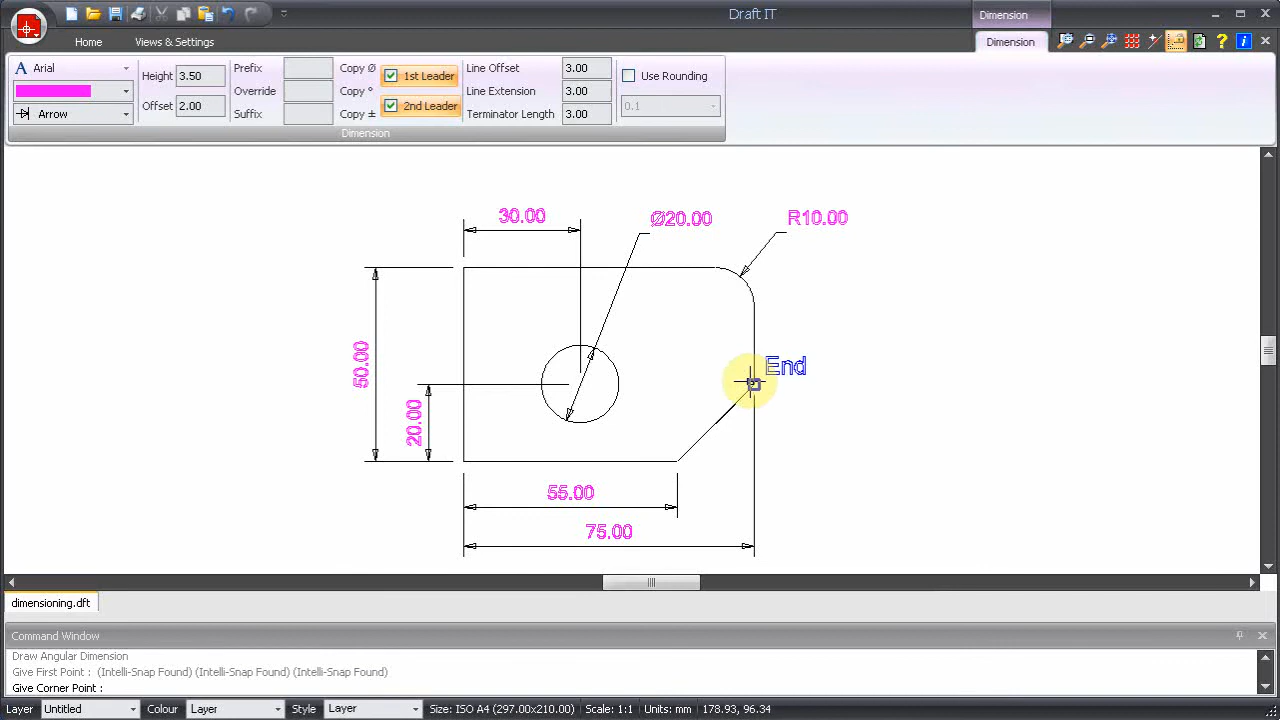 Draft IT
Dimension
Home
Views & Settings
Dimension
Arial
Height 3.50
Prefix
Copy Ø
1st Leader
Line Offset 3.00
Use Rounding
Override
Copy °
Line Extension 3.00
0.1
Arrow
Offset 2.00
Suffix
Copy ±
2nd Leader
Terminator Length 3.00
Dimension
30.00
Ø20.00
R10.00
50.00
End
20.00
55.00
75.00
dimensioning.dft
Command Window
Draw Angular Dimension
Give First Point : (Intelli-Snap Found) (Intelli-Snap Found) (Intelli-Snap Found)
Give Corner Point :
Layer Untitled Colour Layer Style Layer Size: ISO A4 (297.00x210.00) Scale: 1:1 Units: mm 178.93, 96.34